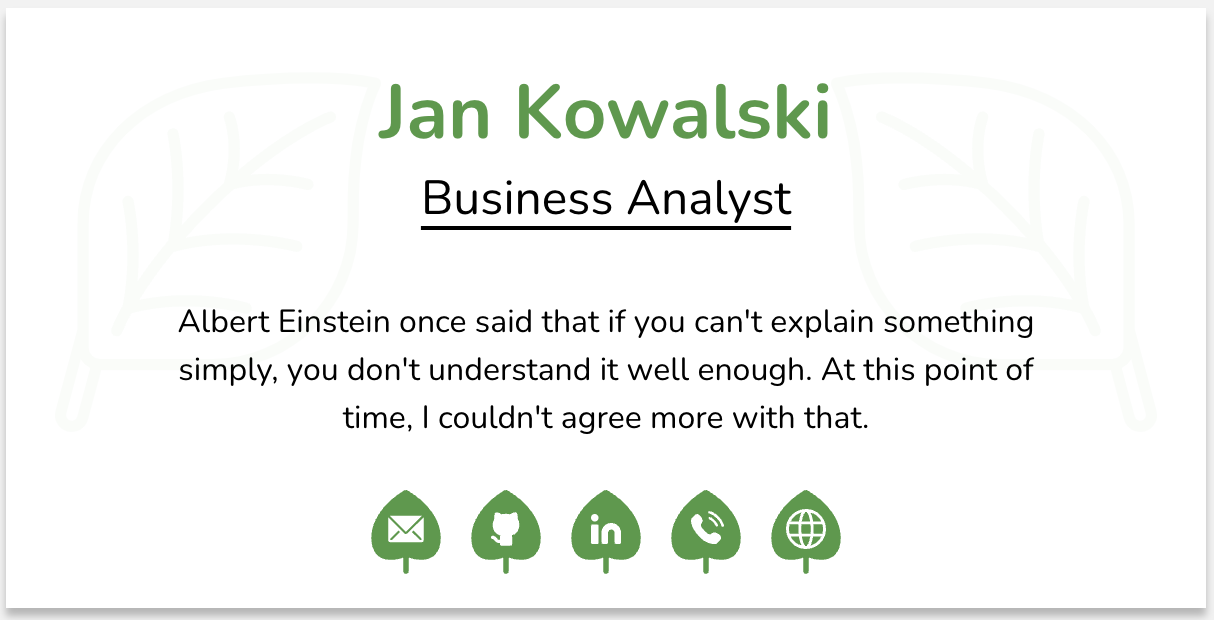 Jan Kowalski
Business Analyst
Albert Einstein once said that if you can't explain something
simply, you don't understand it well enough. At this point of
time, I couldn't agree more with that.
in